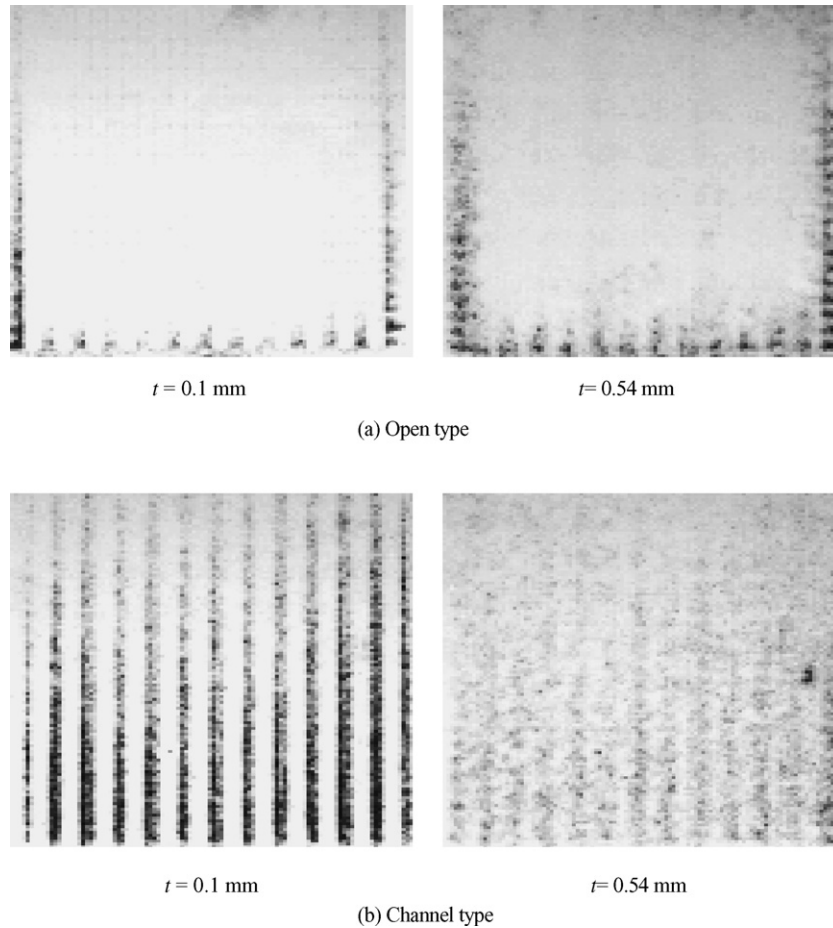 t = 0.1 mm
t= 0.54 mm
(a) Open type
t = 0.1 mm
t= 0.54 mm
(b) Channel type